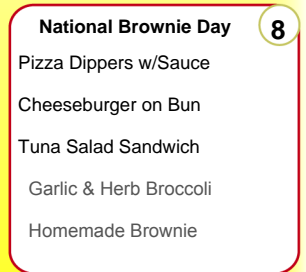 National Brownie Day 8
Pizza Dippers w/Sauce
Cheeseburger on Bun
Tuna Salad Sandwich
Garlic & Herb Broccoli
Homemade Brownie